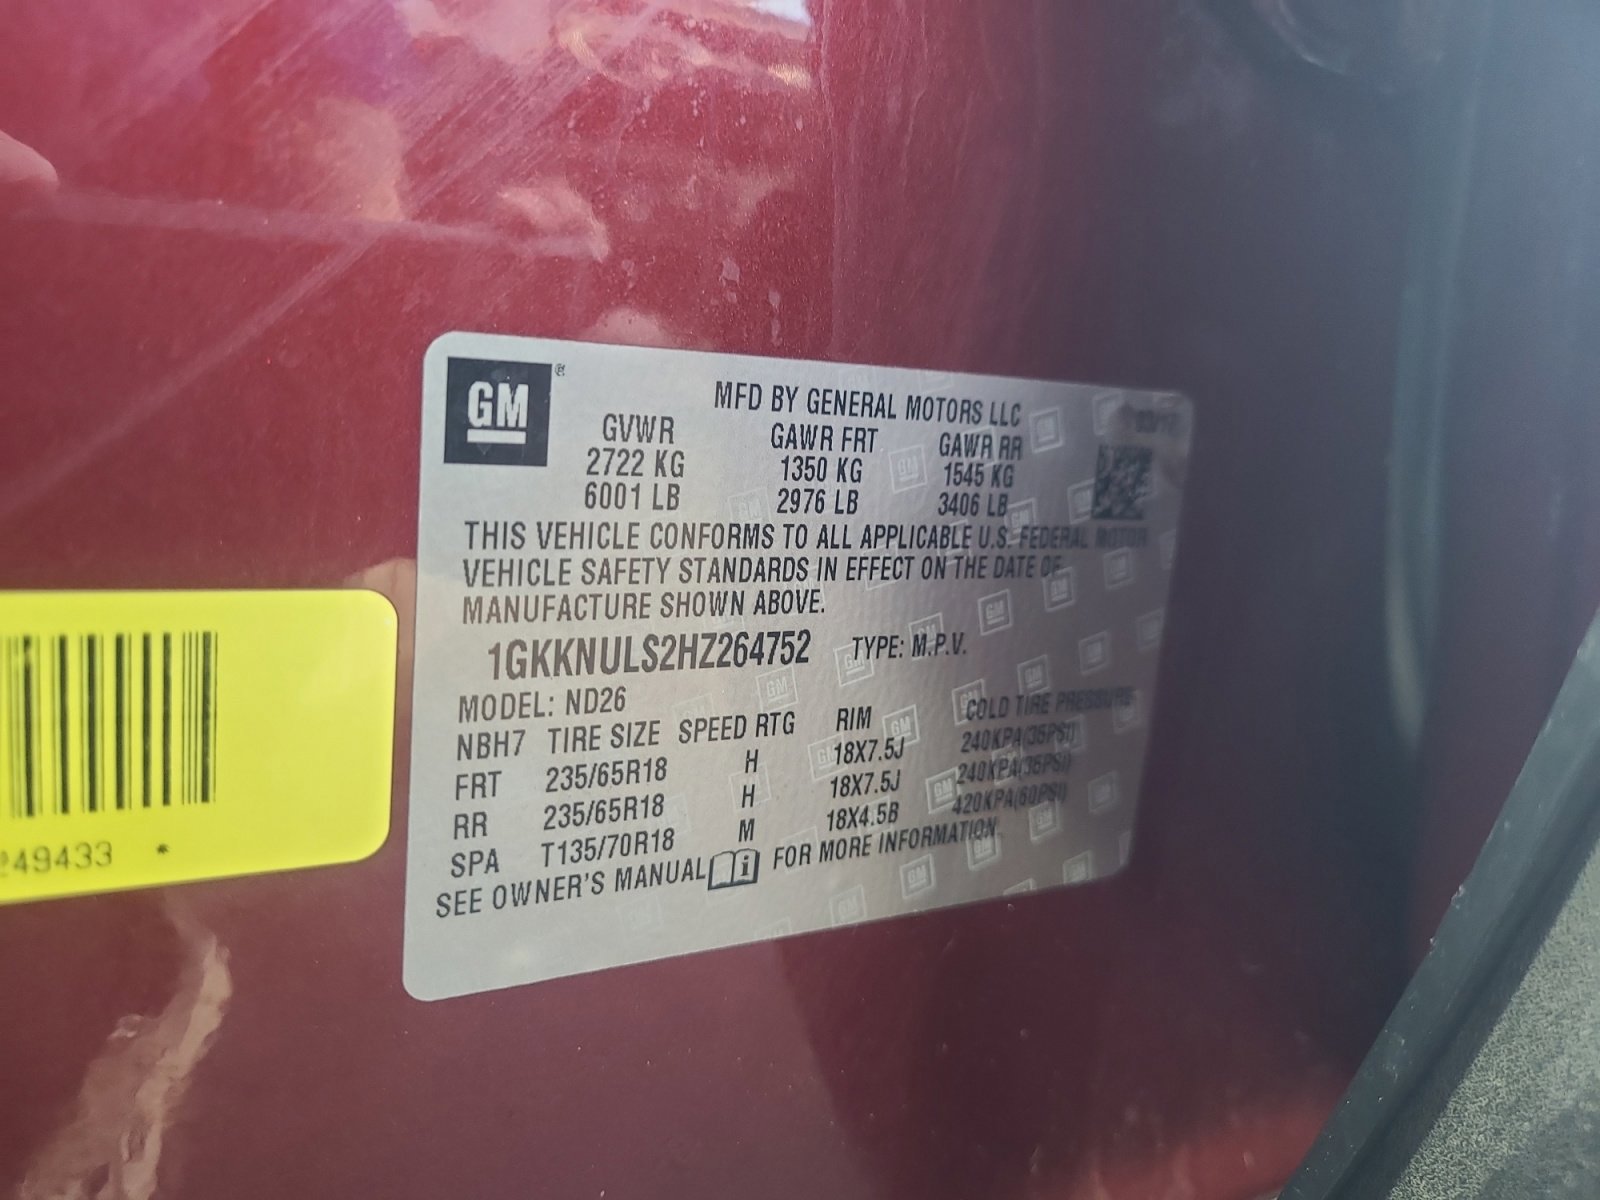 GM®
MFD BY GENERAL MOTORS LLC
GVWR GAWR FRT GAWR RR
2722 KG 1350 KG 1545 KG
6001 LB 2976 LB 3406 LB
THIS VEHICLE CONFORMS TO ALL APPLICABLE U.S. FEDERAL MOTOR
VEHICLE SAFETY STANDARDS IN EFFECT ON THE DATE OF
MANUFACTURE SHOWN ABOVE.
1GKKNULS2HZ264752 TYPE: M.P.V.
MODEL: ND26
NBH7 TIRE SIZE SPEED RTG RIM COLD TIRE PRESSURE
FRT 235/65R18 H 18X7.5J 240KPA(35PSI)
RR 235/65R18 H 18X7.5J 240KPA(35PSI)
SPA T135/70R18 M 18X4.5B 420KPA(60PSI)
SEE OWNER'S MANUAL FOR MORE INFORMATION.
49433 *